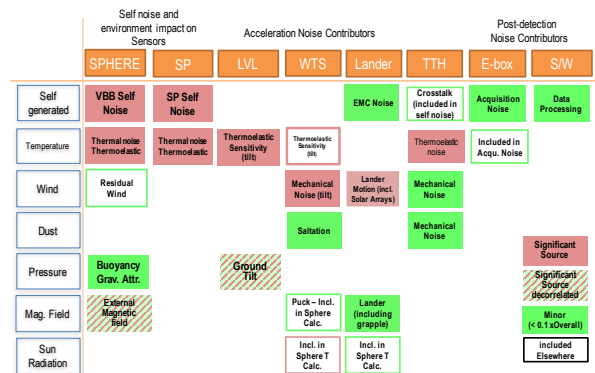 Self noise and
environment impact on
Sensors
Acceleration Noise Contributors
Post-detection
Noise Contributors
SPHERE
SP
LVL
WTS
Lander
TTH
E-box
S/W
Self
generated
VBB Self
Noise
SP Self
Noise
EMC Noise
Crosstalk
(included in
self noise)
Acquisition
Noise
Data
Processing
Temperature
Thermal noise
Thermoelastic
Thermal noise
Thermoelastic
Thermoelastic
Sensitivity
(tilt)
Thermoelastic
Sensitivity
(tilt)
Thermoelastic
noise
Included in
Acqu. Noise
Wind
Residual
Wind
Mechanical
Noise (tilt)
Lander
Motion (incl.
Solar Arrays)
Mechanical
Noise
Dust
Saltation
Mechanical
Noise
Significant
Source
Pressure
Buoyancy
Grav. Attr.
Ground
Tilt
Significant
Source
decorrelated
Mag. Field
External
Magnetic
field
Puck – Incl.
in Sphere
Calc.
Lander
(including
grapple)
Minor
(< 0.1 xOverall)
Sun
Radiation
Incl. in
Sphere T
Calc.
Incl. in
Sphere T
Calc.
included
Elsewhere